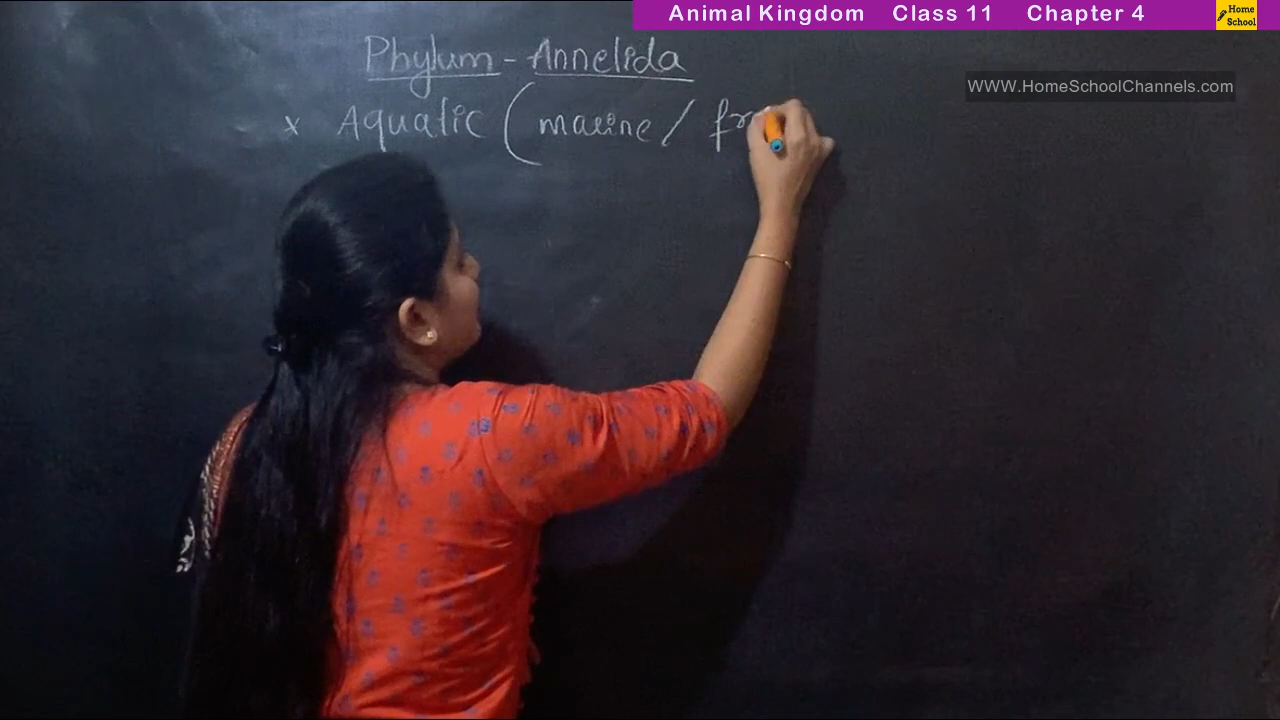 Animal Kingdom Class 11 Chapter 4
Home
School
WWW.HomeSchoolChannels.com
Phylum - Annelida
x Aquatic ( marine / fr